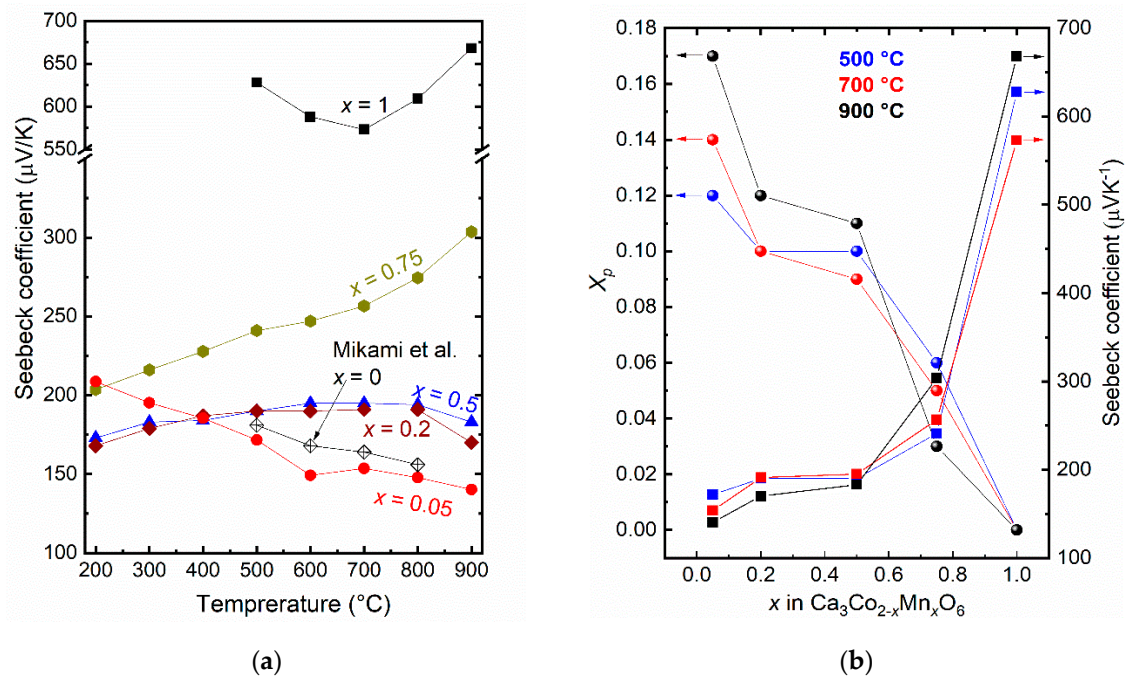 700
650
600
550
300
250
200
150
100
Seebeck coefficient (μV/K)
x = 1
x = 0.75
Mikami et al.
x = 0
x = 0.5
x = 0.2
x = 0.05
200 300 400 500 600 700 800 900
Temprerature (°C)
(a)
0.18
0.16
0.14
0.12
0.10
0.08
0.06
0.04
0.02
0.00
Xₚ
500 °C
700 °C
900 °C
700
600
500
400
300
200
100
Seebeck coefficient (μVK⁻¹)
0.0 0.2 0.4 0.6 0.8 1.0
x in Ca₃Co₂₋ₓMnₓO₆
(b)